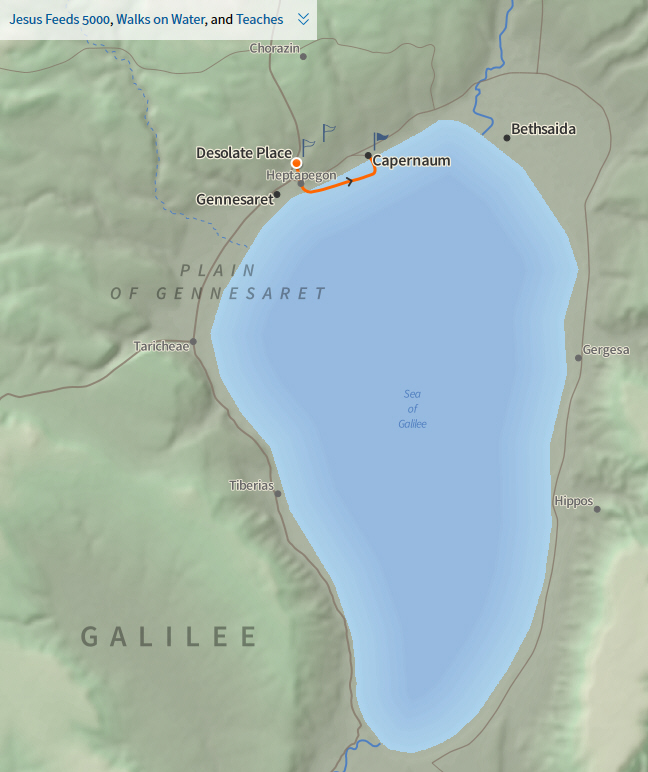 Jesus Feeds 5000, Walks on Water, and Teaches
Chorazin
Bethsaida
Desolate Place
Capernaum
Heptapegon
Gennesaret
PLAIN
OF GENNESARET
Taricheae
Gergesa
Sea
of
Galilee
Tiberias
Hippos
GALILEE